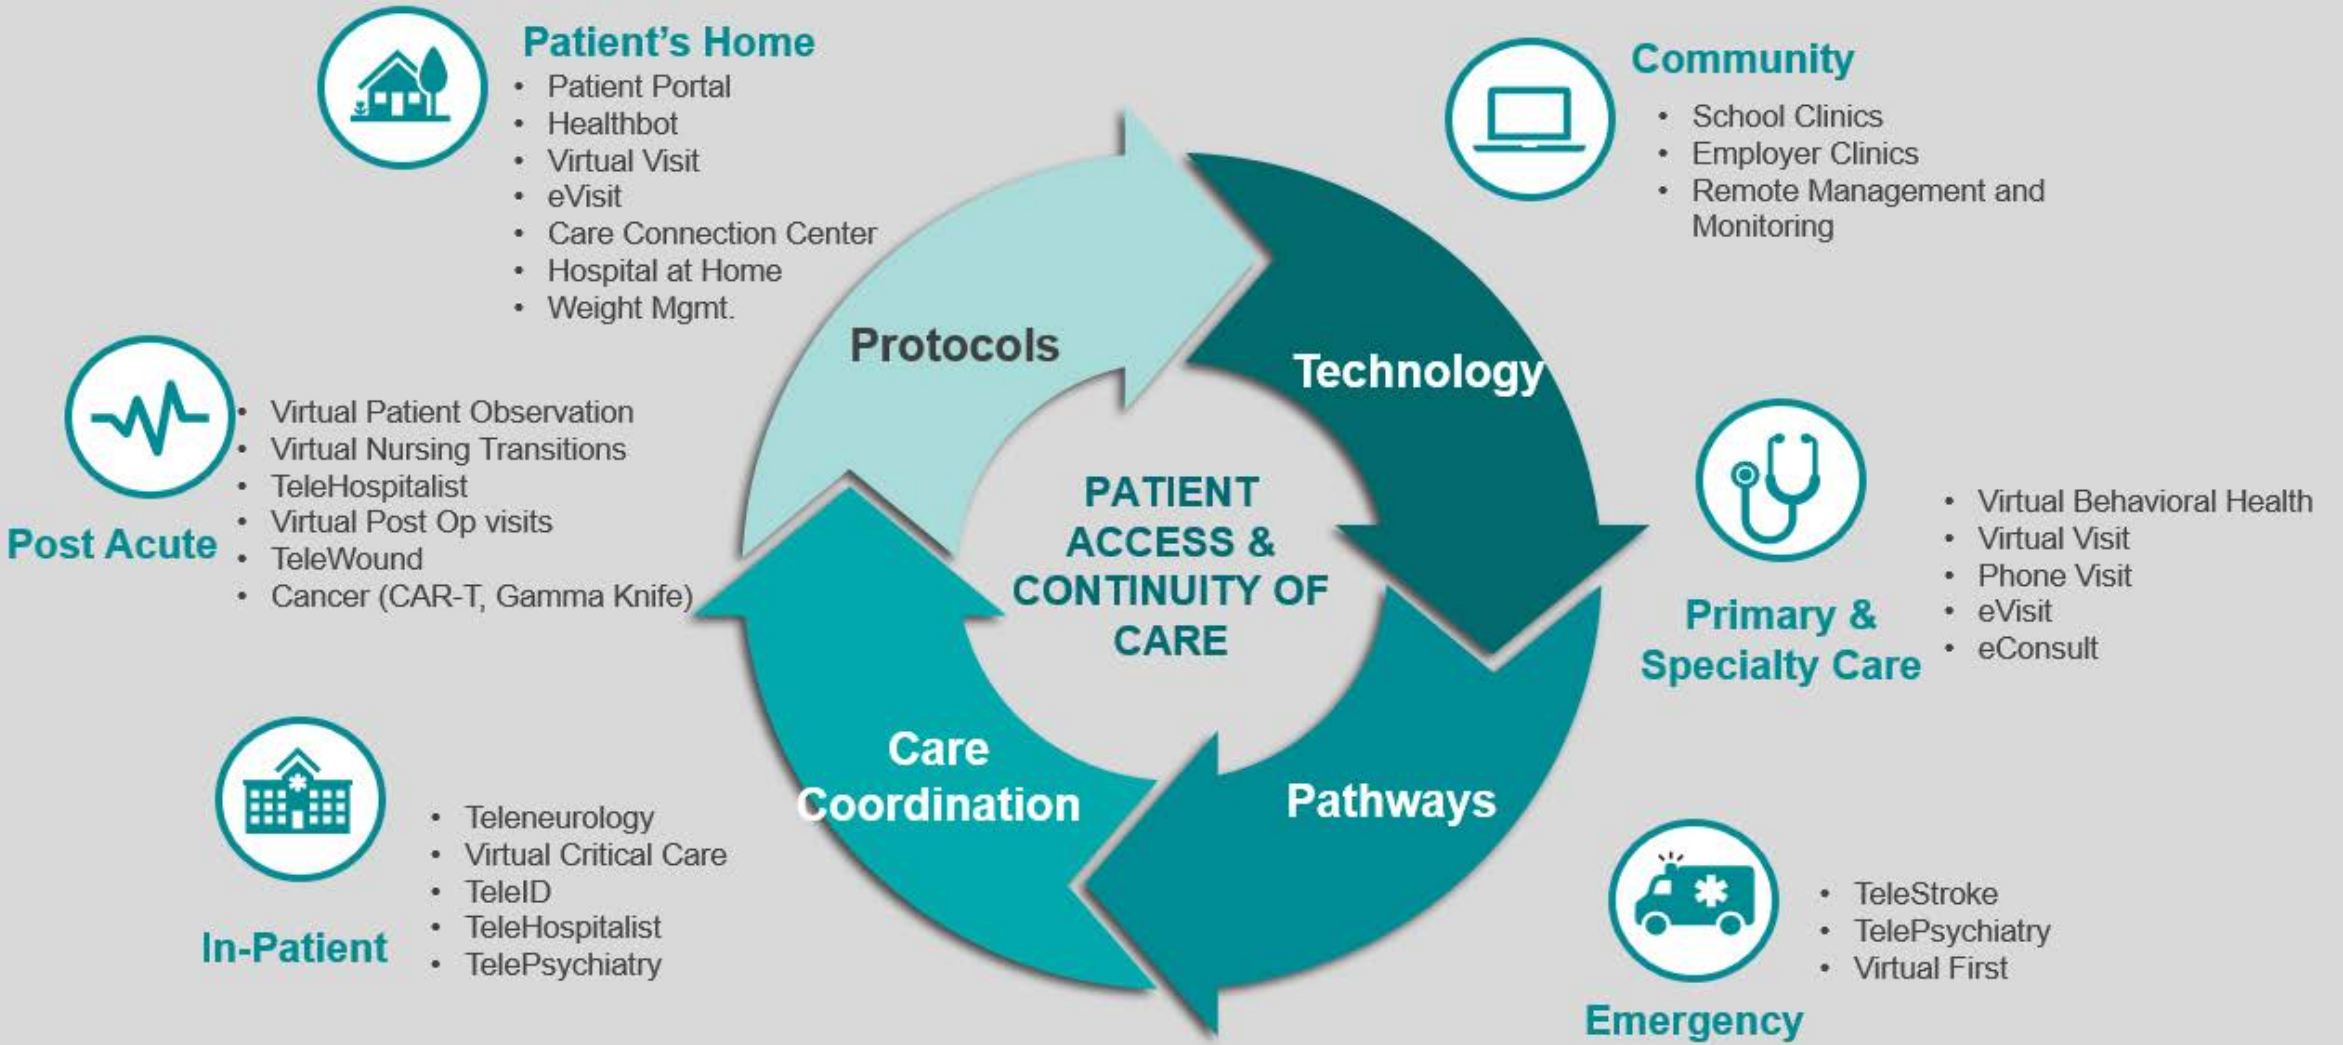 Patient's Home
• Patient Portal
• Healthbot
• Virtual Visit
• eVisit
• Care Connection Center
• Hospital at Home
• Weight Mgmt.
Community
• School Clinics
• Employer Clinics
• Remote Management and
Monitoring
Protocols
Technology
PATIENT
ACCESS &
CONTINUITY OF
CARE
Care
Coordination
Pathways
Post Acute
• Virtual Patient Observation
• Virtual Nursing Transitions
• TeleHospitalist
• Virtual Post Op visits
• TeleWound
• Cancer (CAR-T, Gamma Knife)
Primary &
Specialty Care
• Virtual Behavioral Health
• Virtual Visit
• Phone Visit
• eVisit
• eConsult
In-Patient
• Teleneurology
• Virtual Critical Care
• TeleID
• TeleHospitalist
• TelePsychiatry
Emergency
• TeleStroke
• TelePsychiatry
• Virtual First